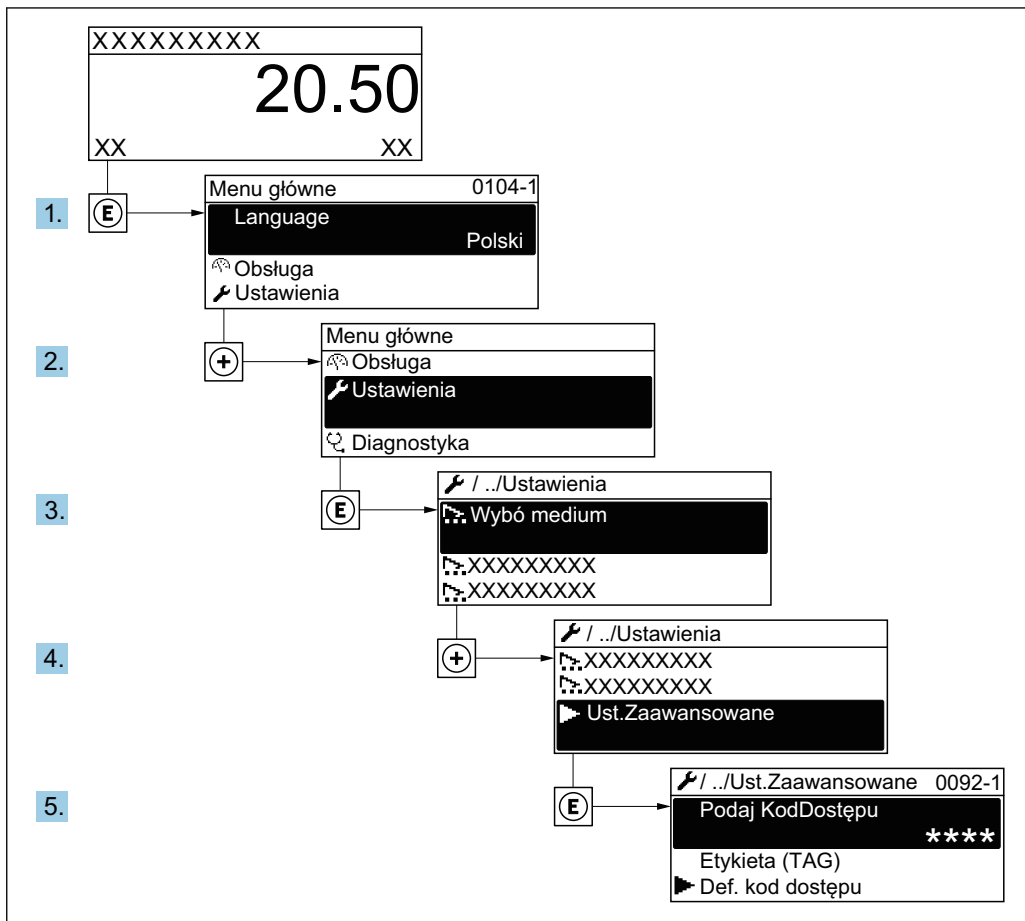 XXXXXXXXX
20.50
XX XX
1. E Menu główne 0104-1
Language
Polski
Obsługa
Ustawienia
2. + Menu główne
Obsługa
Ustawienia
Diagnostyka
3. E / ../Ustawienia
Wybó medium
XXXXXXXXX
XXXXXXXXX
4. + / ../Ustawienia
XXXXXXXXX
XXXXXXXXX
Ust.Zaawansowane
5. E / ../Ust.Zaawansowane 0092-1
Podaj KodDostępu
****
Etykieta (TAG)
Def. kod dostępu